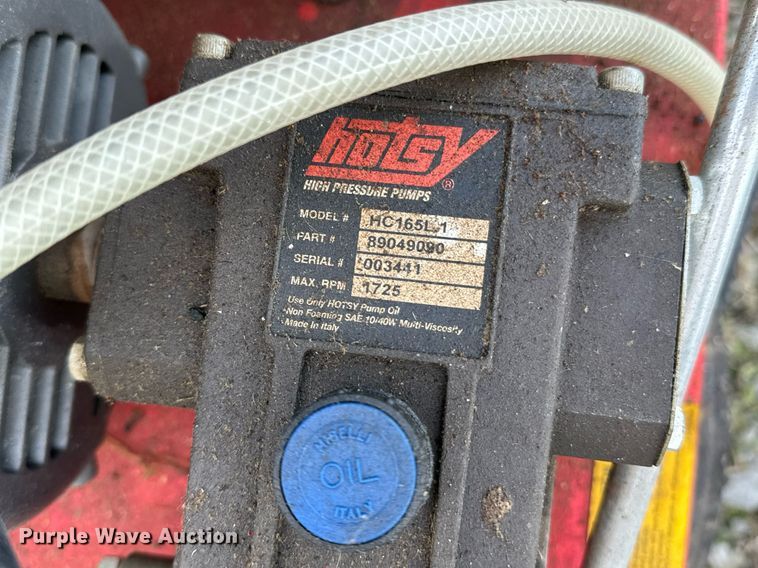 hotsy®
HIGH PRESSURE PUMPS
MODEL # HC165L.1
PART # 89049090
SERIAL # 003441
MAX. RPM 1725
Use Only HOTSY Pump Oil
Non Foaming SAE 10/40W Multi-Viscosity
Made in Italy
OIL
ITALY
Purple Wave Auction